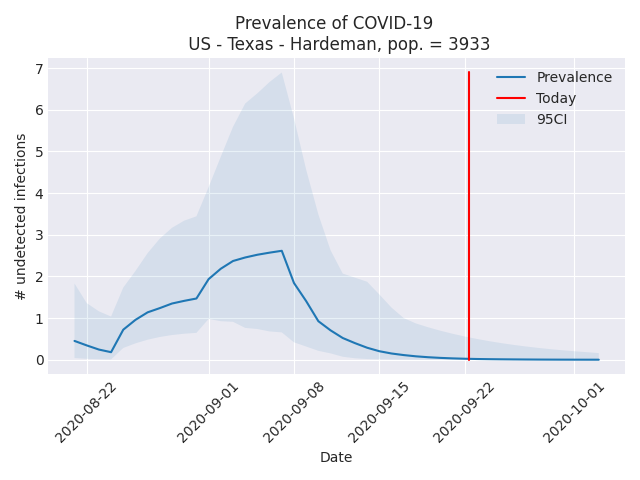 Prevalence of COVID-19
US - Texas - Hardeman, pop. = 3933
# undetected infections
7
6
5
4
3
2
1
0
Prevalence
Today
95CI
2020-08-22
2020-09-01
2020-09-08
2020-09-15
2020-09-22
2020-10-01
Date